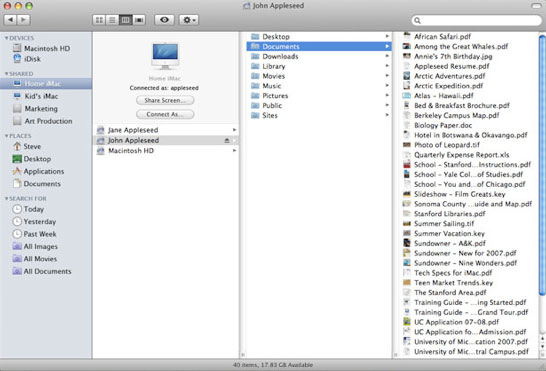 John Appleseed
DEVICES
Macintosh HD
iDisk
SHARED
Home iMac
Kid's iMac
Marketing
Art Production
PLACES
Steve
Desktop
Applications
Documents
SEARCH FOR
Today
Yesterday
Past Week
All Images
All Movies
All Documents
Home iMac
Connected as: appleseed
Share Screen...
Connect As...
Jane Appleseed
John Appleseed
Macintosh HD
Desktop
Documents
Downloads
Library
Movies
Music
Pictures
Public
Sites
African Safari.pdf
Among the Great Whales.pdf
Annie's 7th Birthday.jpg
Appleseed Resume.pdf
Arctic Adventures.pdf
Arctic Expedition.pdf
Atlas - Hawaii.pdf
Bed & Breakfast Brochure.pdf
Berkeley Campus Map.pdf
Biology Paper.doc
Hotel in Botswana & Okavango.pdf
Photo of Leopard.tif
Quarterly Expense Report.xls
School - Stanford...Instructions.pdf
School - Yale Col...of Studies.pdf
School - You and...of Chicago.pdf
Slideshow - Film Greats.key
Sonoma County ...uide and Map.pdf
Stanford Libraries.pdf
Summer Sailing.tif
Summer Vacation.key
Sundowner - A&K.pdf
Sundowner - New for 2007.pdf
Sundowner - Nine Wonders.pdf
Tech Specs for iMac.pdf
Teen Market Trends.key
The Stanford Area.pdf
Training Guide - ...ing Started.pdf
Training Guide - ... Grand Tour.pdf
UC Application 07-08.pdf
UC Application fo...Admission.pdf
University of Mic...rication 2007.pdf
University of Mic...tral Campus.pdf
40 items, 17.83 GB Available